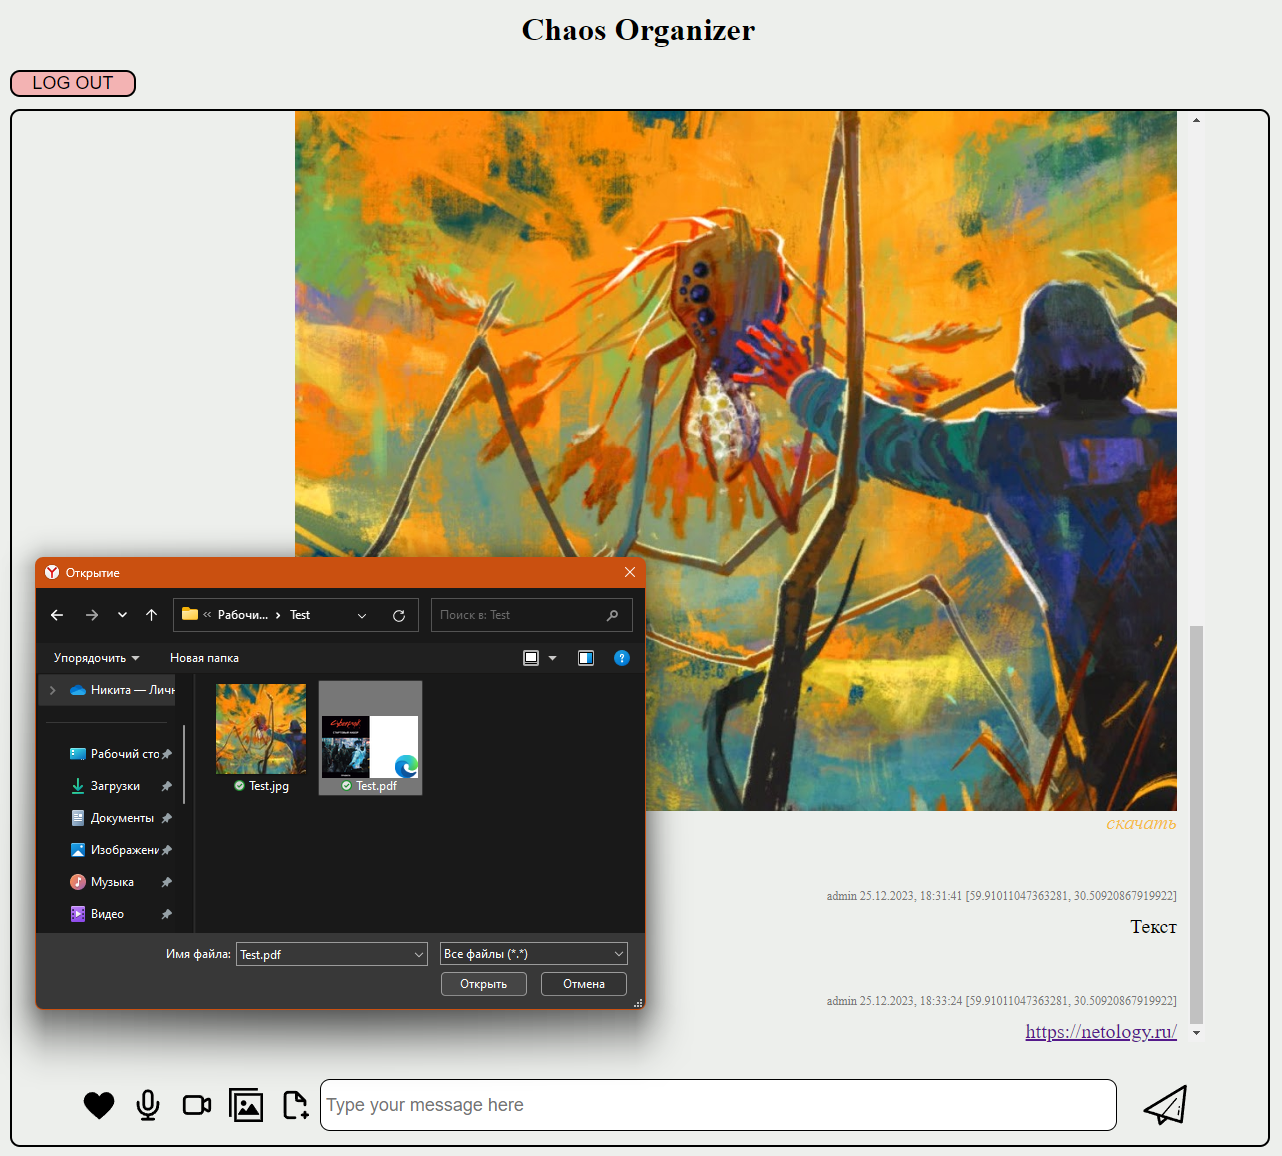 Chaos Organizer
LOG OUT
скачать
admin 25.12.2023, 18:31:41 [59.91011047363281, 30.50920867919922]
Текст
admin 25.12.2023, 18:33:24 [59.91011047363281, 30.50920867919922]
https://netology.ru/
Открытие
« Рабочи... › Test
Поиск в: Test
Упорядочить
Новая папка
Никита — Личн
Рабочий сто
Загрузки
Документы
Изображени
Музыка
Видео
Cyberpunk
СТАРТОВЫЙ НАБОР
Test.jpg
Test.pdf
Имя файла:
Test.pdf
Все файлы (*.*)
Открыть
Отмена
Type your message here